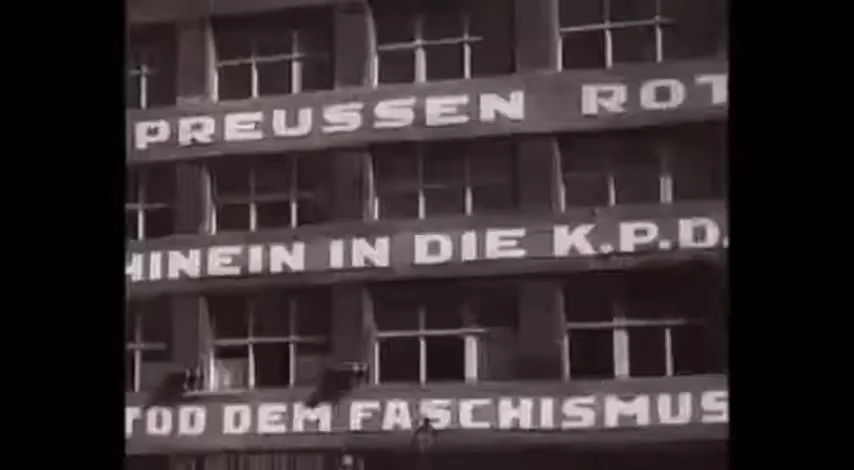 PREUSSEN ROT
HINEIN IN DIE K.P.D.
TOD DEM FASCHISMUS